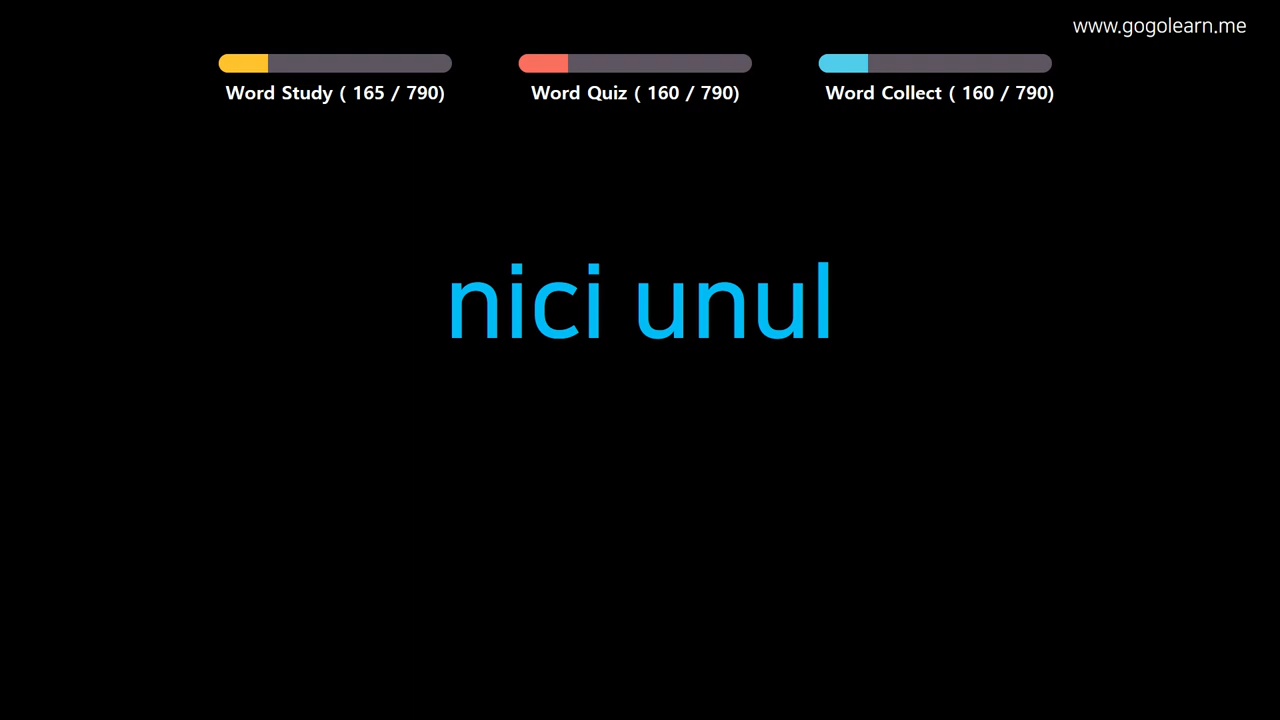 www.gogolearn.me
Word Study ( 165 / 790)
Word Quiz ( 160 / 790)
Word Collect ( 160 / 790)
nici unul